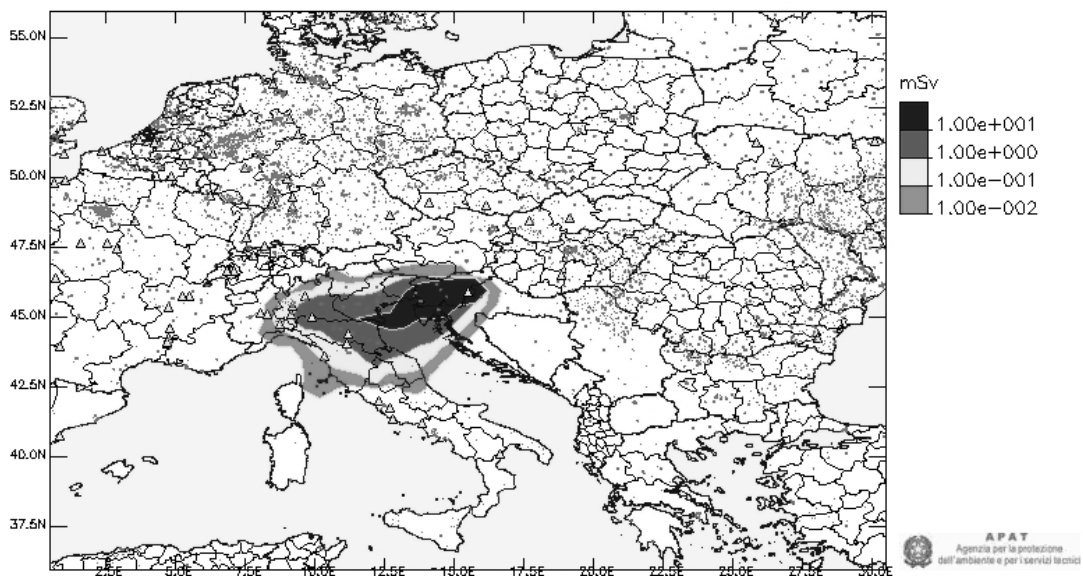 55.0N
52.5N
50.0N
47.5N
45.0N
42.5N
40.0N
37.5N
2.5E 5.0E 7.5E 10.0E 12.5E 15.0E 17.5E 20.0E 22.5E 25.0E 27.5E 30.0E
mSv
1.00e+001
1.00e+000
1.00e-001
1.00e-002
APAT
Agenzia per la protezione
dell'ambiente e per i servizi tecnici